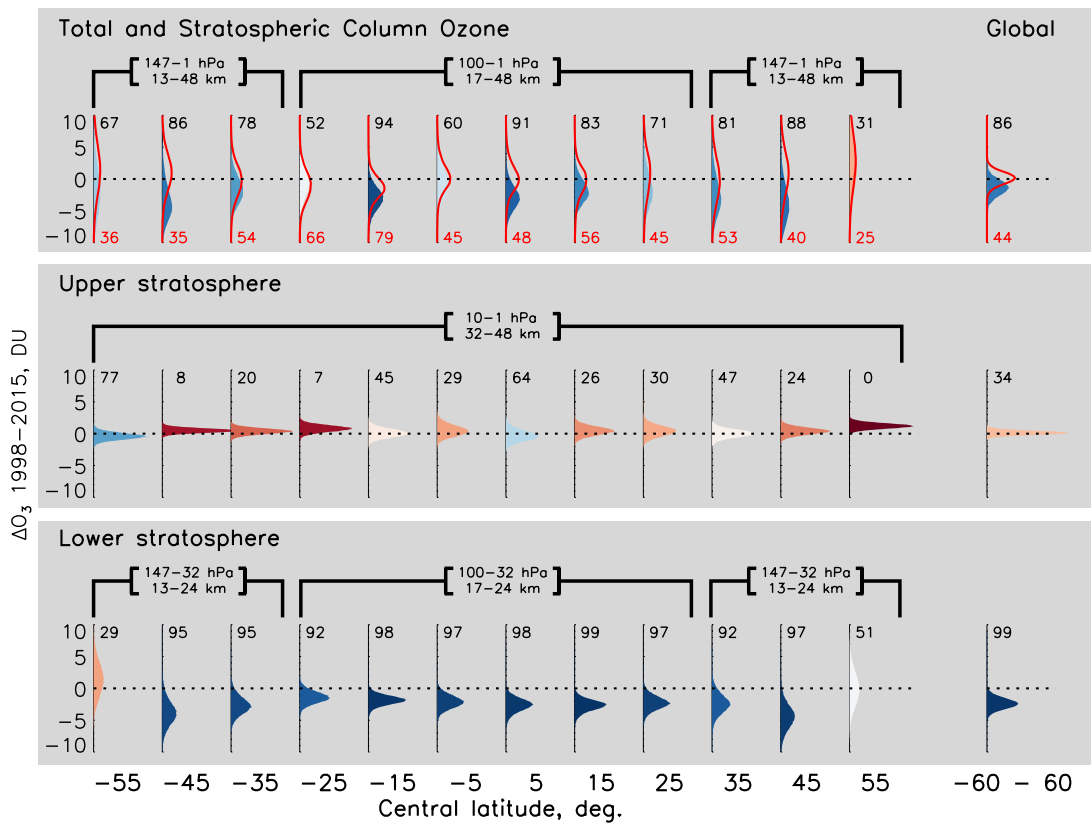 Total and Stratospheric Column Ozone Global
147–1 hPa 100–1 hPa 147–1 hPa
13–48 km 17–48 km 13–48 km
10 67 86 78 52 94 60 91 83 71 81 88 31 86
5
0
−5
−10 36 35 54 66 79 45 48 56 45 53 40 25 44
Upper stratosphere
10–1 hPa
32–48 km
10 77 8 20 7 45 29 64 26 30 47 24 0 34
5
0
−5
−10
ΔO3 1998–2015, DU
Lower stratosphere
147–32 hPa 100–32 hPa 147–32 hPa
13–24 km 17–24 km 13–24 km
10 29 95 95 92 98 97 98 99 97 92 97 51 99
5
0
−5
−10
−55 −45 −35 −25 −15 −5 5 15 25 35 45 55 −60 − 60
Central latitude, deg.